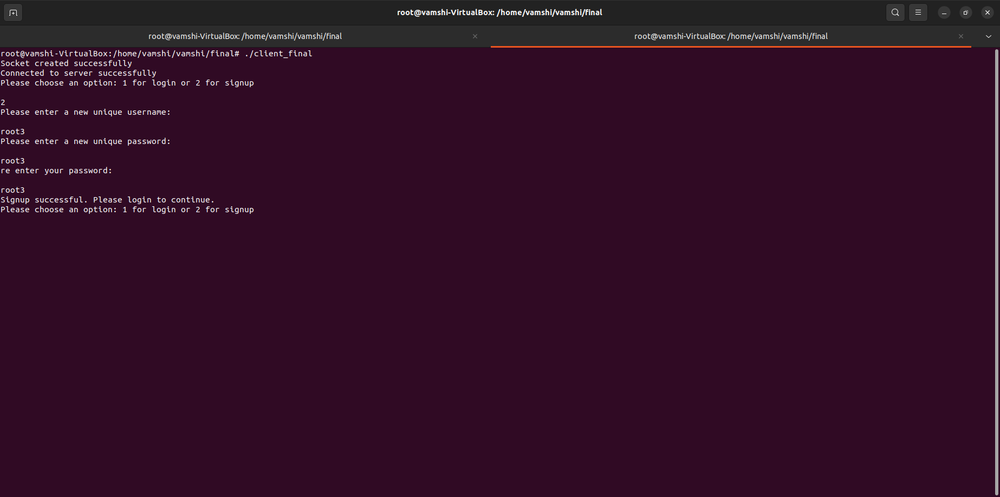 root@vamshi-VirtualBox: /home/vamshi/vamshi/final
root@vamshi-VirtualBox: /home/vamshi/vamshi/final
root@vamshi-VirtualBox: /home/vamshi/vamshi/final
root@vamshi-VirtualBox:/home/vamshi/vamshi/final# ./client_final
Socket created successfully
Connected to server successfully
Please choose an option: 1 for login or 2 for signup
2
Please enter a new unique username:
root3
Please enter a new unique password:
root3
re enter your password:
root3
Signup successful. Please login to continue.
Please choose an option: 1 for login or 2 for signup